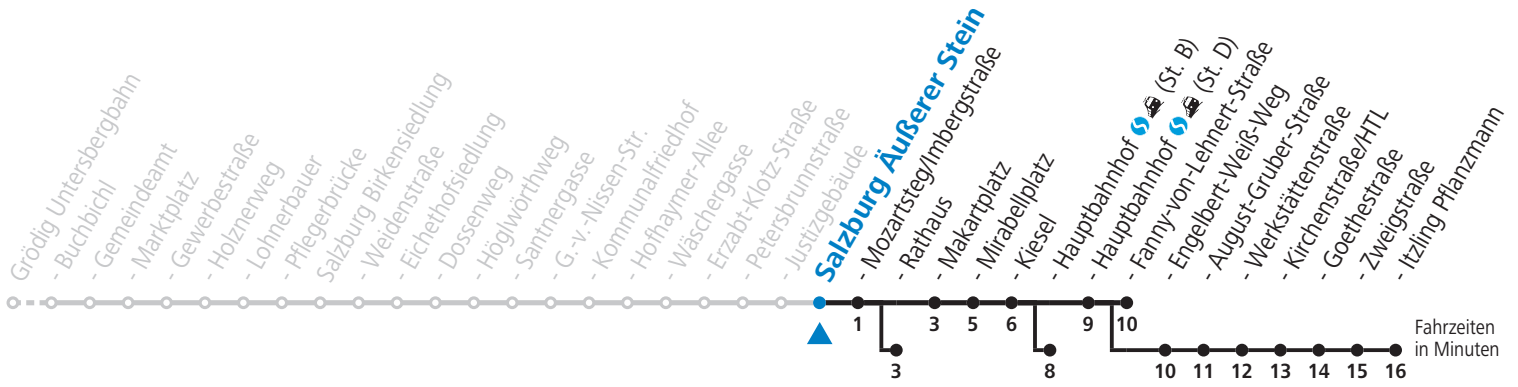 Grödig Untersbergbahn
- Buchbichl
- Gemeindeamt
- Marktplatz
- Gewerbestraße
- Holznerweg
- Lohnerbauer
- Pflegerbrücke
Salzburg Birkensiedlung
- Weidenstraße
- Eichethofsiedlung
- Dossenweg
- Höglwörthweg
- Santnergasse
- G.-v.-Nissen-Str.
- Kommunalfriedhof
- Hofhaymer-Allee
- Wäschergasse
- Erzabt-Klotz-Straße
- Petersbrunnstraße
- Justizgebäude
Salzburg Äußerer Stein
- Mozartsteg/Imbergstraße
- Rathaus
- Makartplatz
- Mirabellplatz
- Kiesel
- Hauptbahnhof (St. B)
- Hauptbahnhof (St. D)
- Fanny-von-Lehnert-Straße
- Engelbert-Weiß-Weg
- August-Gruber-Straße
- Werkstättenstraße
- Kirchenstraße/HTL
- Goethestraße
- Zweigstraße
- Itzling Pflanzmann
1 3 5 6 9 10
3 8 10 11 12 13 14 15 16
Fahrzeiten
in Minuten